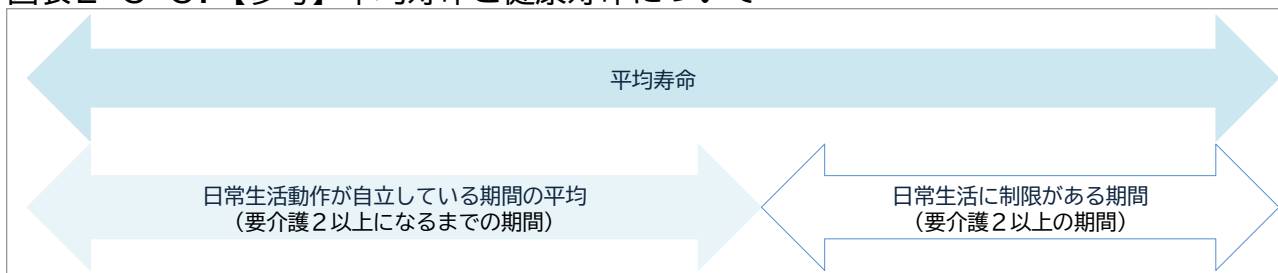 平均寿命
日常生活動作が自立している期間の平均
（要介護２以上になるまでの期間）
日常生活に制限がある期間
（要介護２以上の期間）